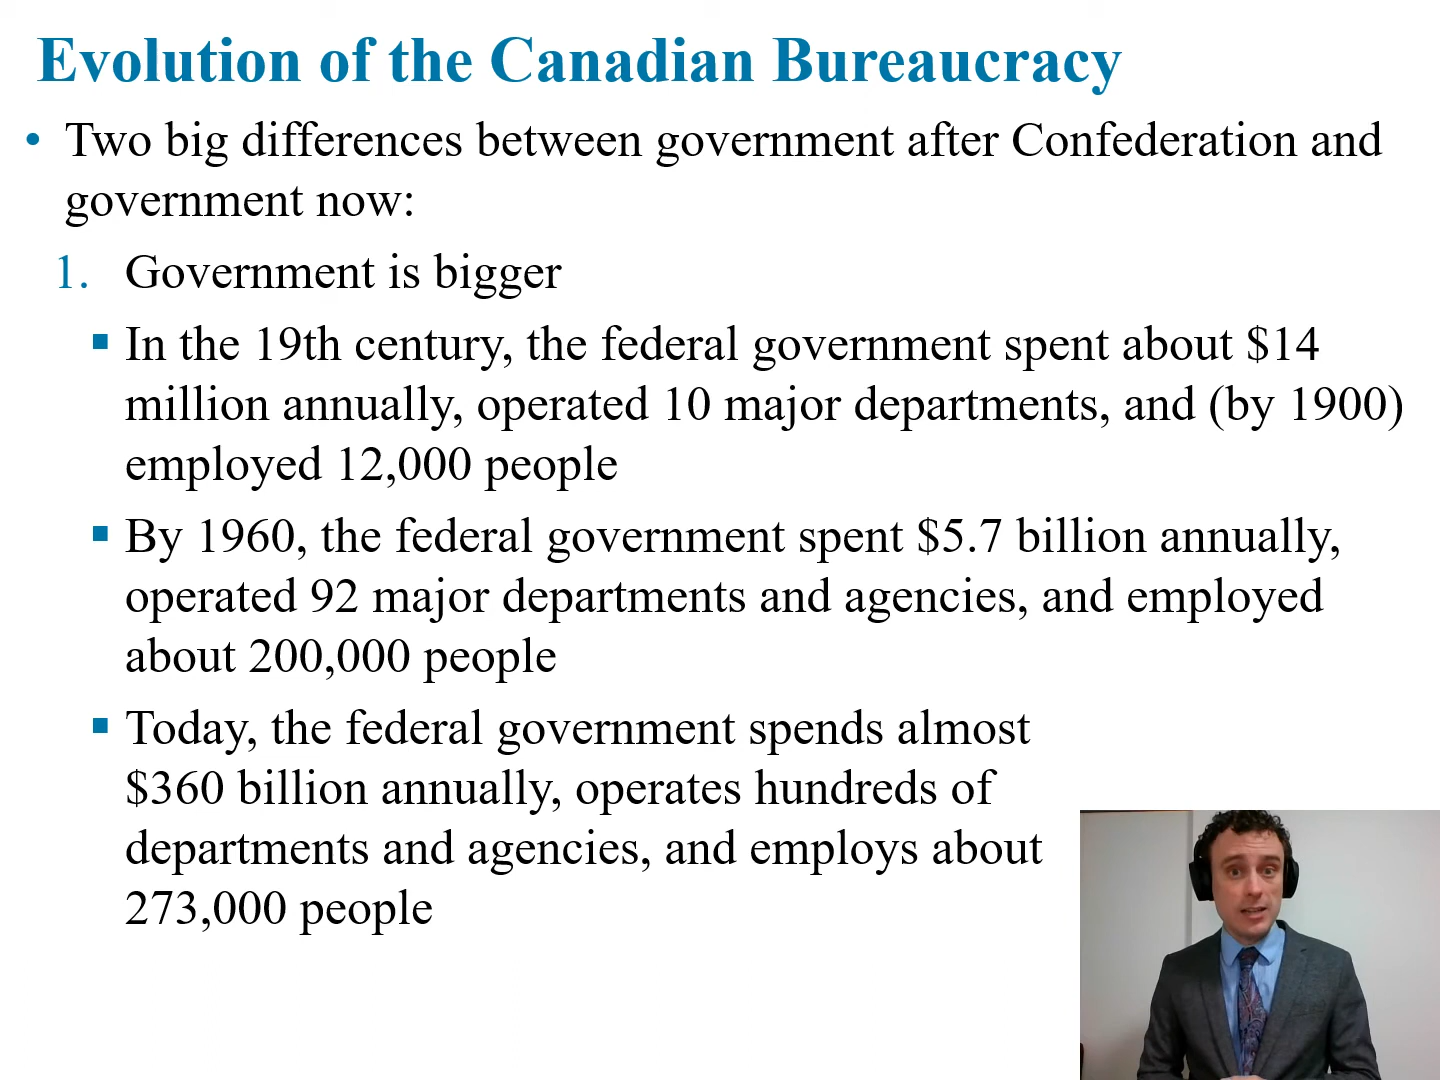 Evolution of the Canadian Bureaucracy
• Two big differences between government after Confederation and
government now:
1. Government is bigger
▪ In the 19th century, the federal government spent about $14
million annually, operated 10 major departments, and (by 1900)
employed 12,000 people
▪ By 1960, the federal government spent $5.7 billion annually,
operated 92 major departments and agencies, and employed
about 200,000 people
▪ Today, the federal government spends almost
$360 billion annually, operates hundreds of
departments and agencies, and employs about
273,000 people